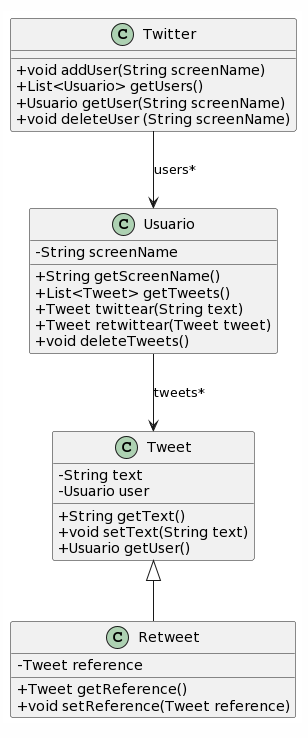 C Twitter
+void addUser(String screenName)
+List<Usuario> getUsers()
+Usuario getUser(String screenName)
+void deleteUser (String screenName)
users*
C Usuario
-String screenName
+String getScreenName()
+List<Tweet> getTweets()
+Tweet twittear(String text)
+Tweet retwittear(Tweet tweet)
+void deleteTweets()
tweets*
C Tweet
-String text
-Usuario user
+String getText()
+void setText(String text)
+Usuario getUser()
C Retweet
-Tweet reference
+Tweet getReference()
+void setReference(Tweet reference)